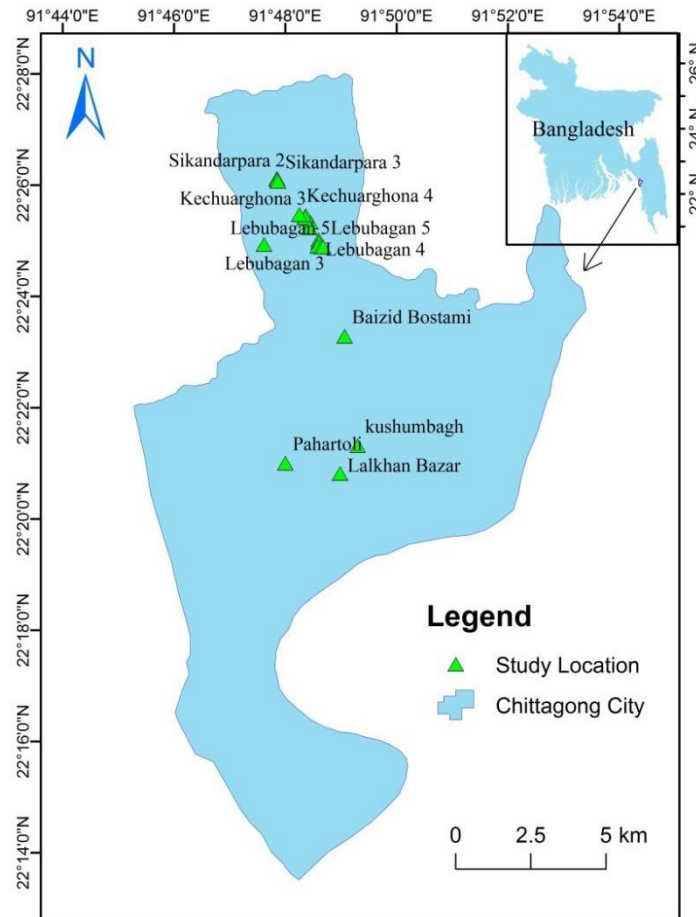 91°44'0"E 91°46'0"E 91°48'0"E 91°50'0"E 91°52'0"E 91°54'0"E
N
22°28'0"N
22°26'0"N
22°24'0"N
22°22'0"N
22°20'0"N
22°18'0"N
22°16'0"N
22°14'0"N
26°N
24°N
22°N
Bangladesh
Sikandarpara 2 Sikandarpara 3
Kechuarghona 3 Kechuarghona 4
Lebubagan 5 Lebubagan 5
Lebubagan 4
Lebubagan 3
Baizid Bostami
kushumbagh
Pahartoli
Lalkhan Bazar
Legend
Study Location
Chittagong City
0 2.5 5 km